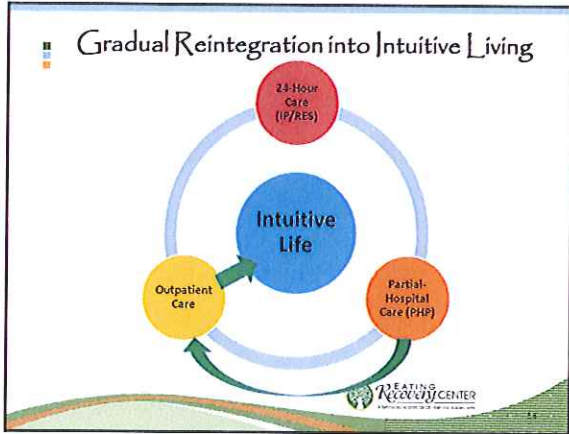 Gradual Reintegration into Intuitive Living
24-Hour
Care
(IP/RES)
Intuitive
Life
Outpatient
Care
Partial-
Hospital
Care (PHP)
EATING
Recovery CENTER